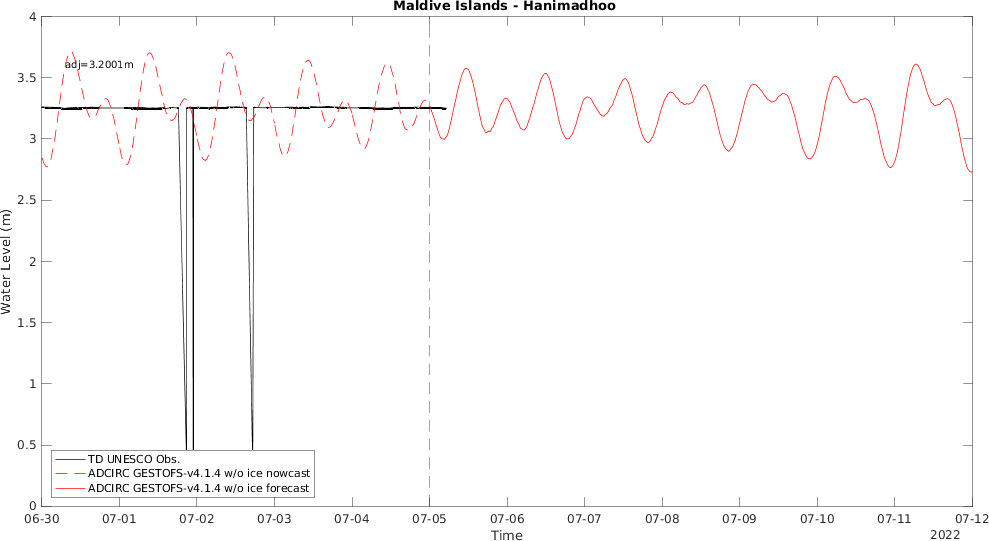 Maldive Islands - Hanimadhoo
4
adj=3.2001m
3.5
3
2.5
2
1.5
1
0.5
0
Water Level (m)
TD UNESCO Obs.
ADCIRC GESTOFS-v4.1.4 w/o ice nowcast
ADCIRC GESTOFS-v4.1.4 w/o ice forecast
06-30 07-01 07-02 07-03 07-04 07-05 07-06 07-07 07-08 07-09 07-10 07-11 07-12
Time
2022